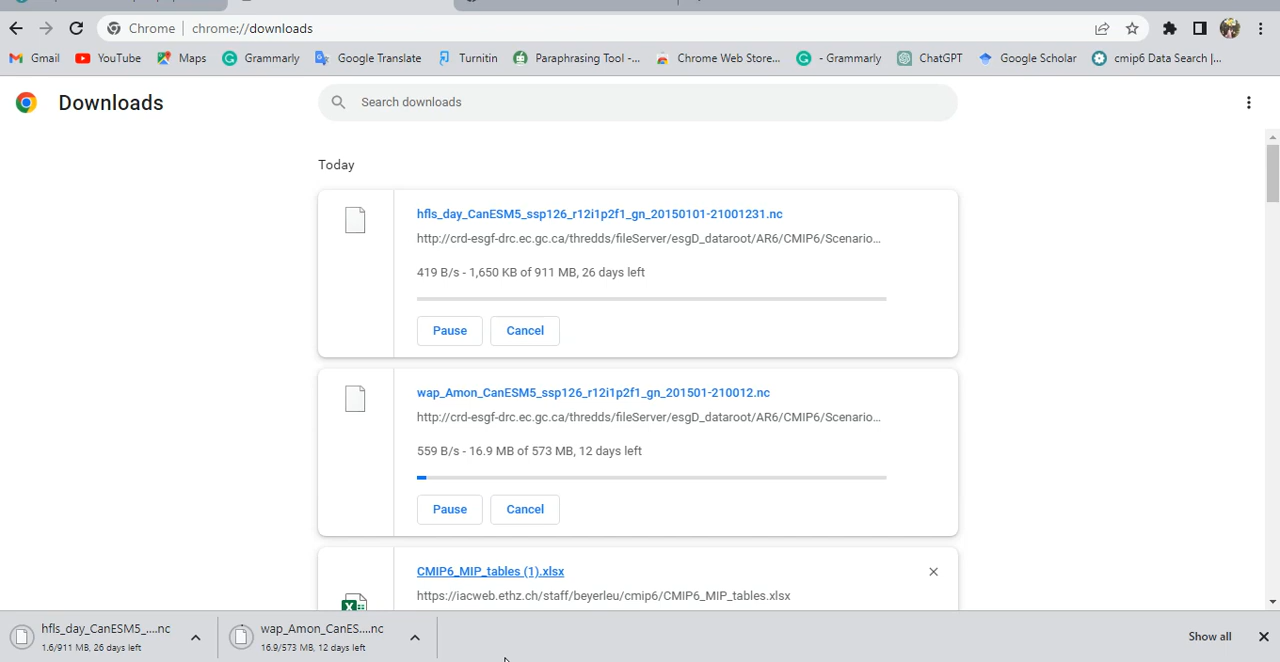 Chrome | chrome://downloads
Gmail YouTube Maps Grammarly Google Translate Turnitin Paraphrasing Tool -... Chrome Web Store... - Grammarly ChatGPT Google Scholar cmip6 Data Search |...
Downloads
Search downloads
Today
hfls_day_CanESM5_ssp126_r12i1p2f1_gn_20150101-21001231.nc
http://crd-esgf-drc.ec.gc.ca/thredds/fileServer/esgD_dataroot/AR6/CMIP6/Scenario...
419 B/s - 1,650 KB of 911 MB, 26 days left
Pause Cancel
wap_Amon_CanESM5_ssp126_r12i1p2f1_gn_201501-210012.nc
http://crd-esgf-drc.ec.gc.ca/thredds/fileServer/esgD_dataroot/AR6/CMIP6/Scenario...
559 B/s - 16.9 MB of 573 MB, 12 days left
Pause Cancel
CMIP6_MIP_tables (1).xlsx
https://iacweb.ethz.ch/staff/beyerleu/cmip6/CMIP6_MIP_tables.xlsx
hfls_day_CanESM5_....nc
1.6/911 MB, 26 days left
wap_Amon_CanES....nc
16.9/573 MB, 12 days left
Show all